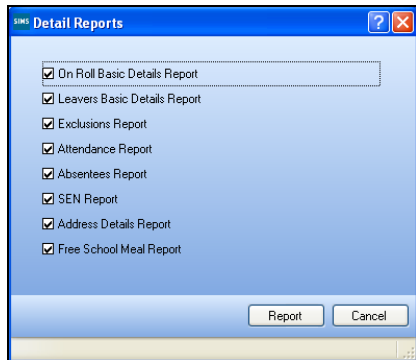 SIMS Detail Reports
On Roll Basic Details Report
Leavers Basic Details Report
Exclusions Report
Attendance Report
Absentees Report
SEN Report
Address Details Report
Free School Meal Report
Report Cancel